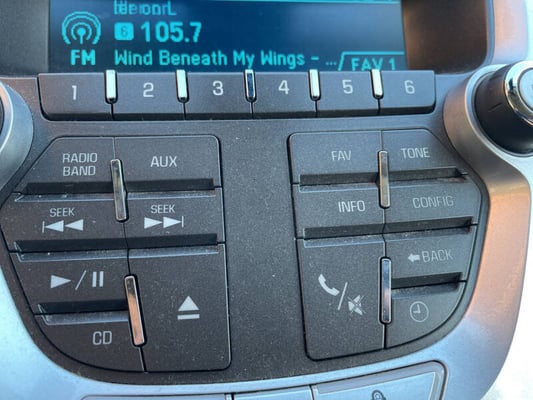 6 105.7
FM Wind Beneath My Wings - ... FAV 1
1 2 3 4 5 6
RADIO BAND AUX FAV TONE
SEEK SEEK INFO CONFIG
BACK
CD